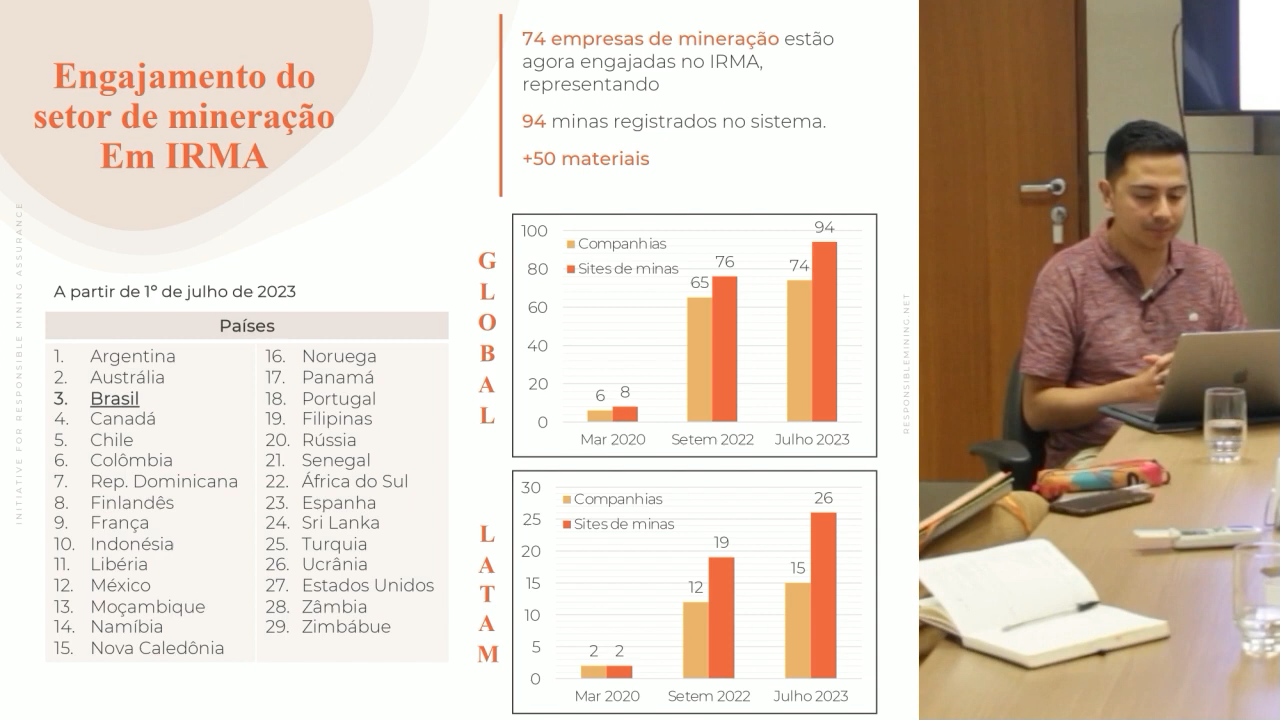 Engajamento do
setor de mineração
Em IRMA
74 empresas de mineração estão
agora engajadas no IRMA,
representando
94 minas registrados no sistema.
+50 materiais
INITIATIVE FOR RESPONSIBLE MINING ASSURANCE
A partir de 1º de julho de 2023
Países
1. Argentina
2. Austrália
3. Brasil
4. Canadá
5. Chile
6. Colômbia
7. Rep. Dominicana
8. Finlandês
9. França
10. Indonésia
11. Libéria
12. México
13. Moçambique
14. Namíbia
15. Nova Caledônia
16. Noruega
17. Panamá
18. Portugal
19. Filipinas
20. Rússia
21. Senegal
22. África do Sul
23. Espanha
24. Sri Lanka
25. Turquia
26. Ucrânia
27. Estados Unidos
28. Zâmbia
29. Zimbábue
GLOBAL
100
80
60
40
20
0
Companhias
Sites de minas
6 8
65 76
74 94
Mar 2020 Setem 2022 Julho 2023
LATAM
30
25
20
15
10
5
0
Companhias
Sites de minas
2 2
12 19
15 26
Mar 2020 Setem 2022 Julho 2023
RESPONSIBLEMINING.NET